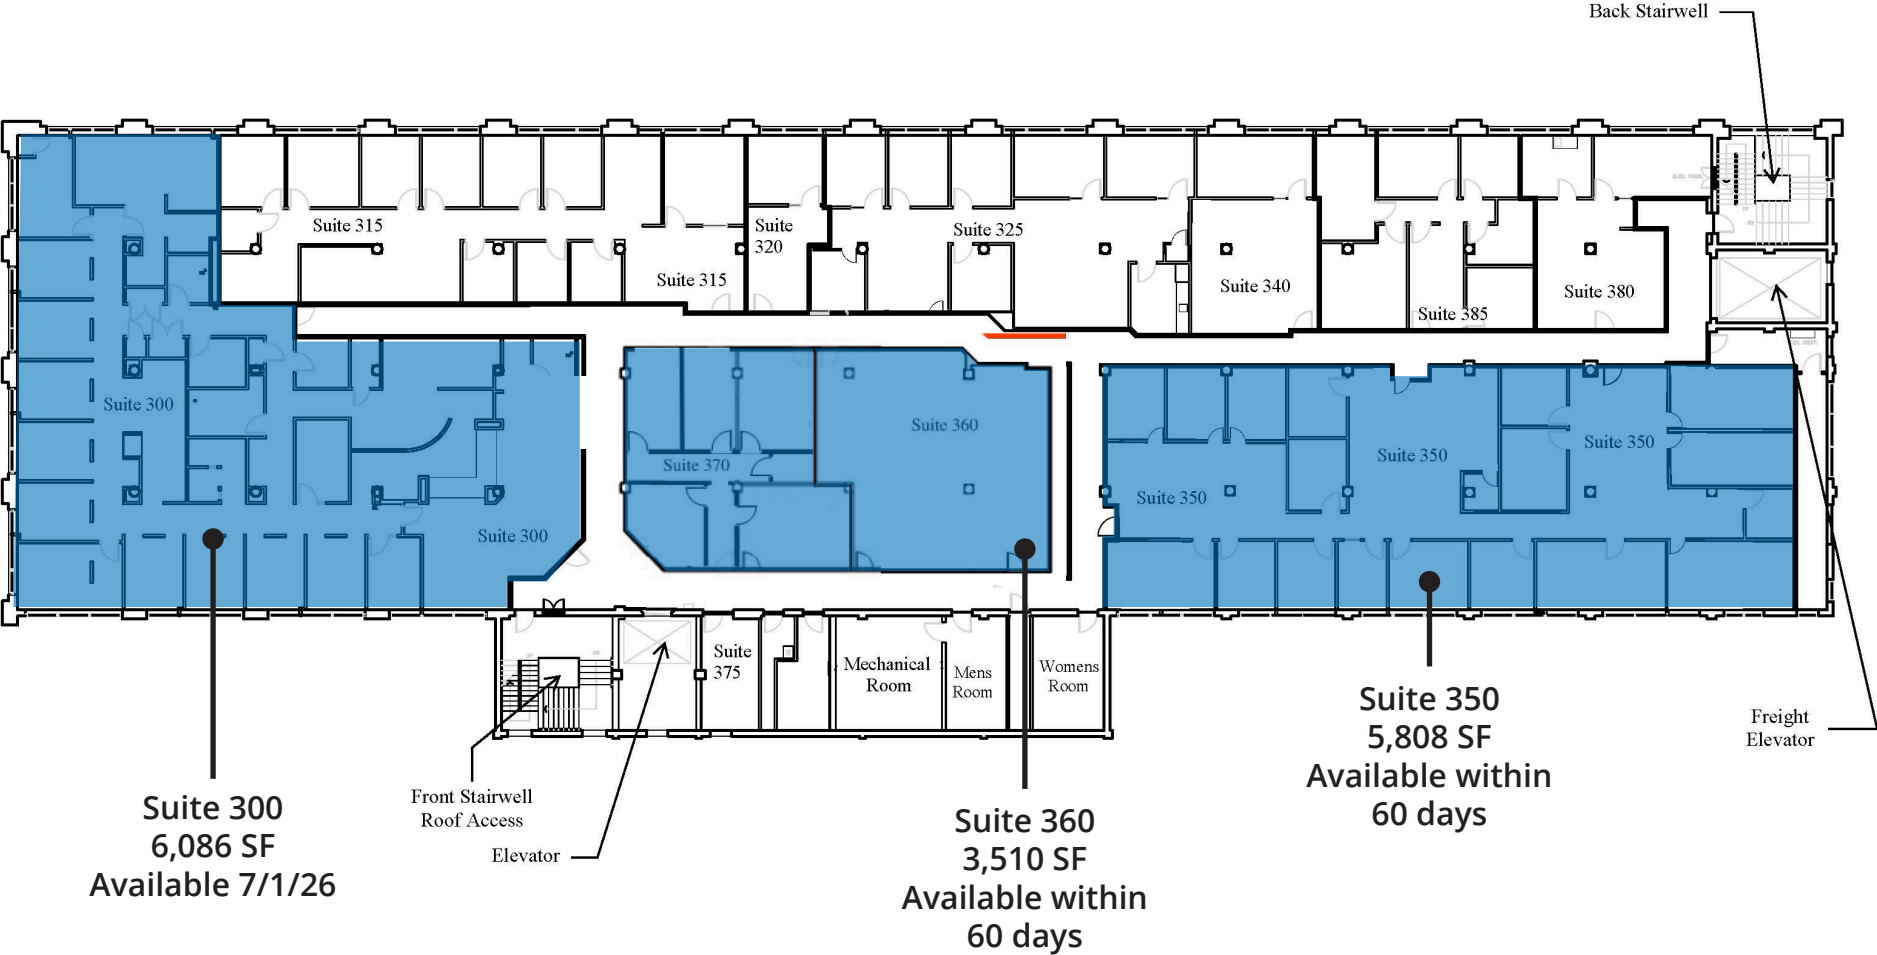 Back Stairwell
Suite 315
Suite
320
Suite 325
Suite 315
Suite 340
Suite 385
Suite 380
Suite 300
Suite 360
Suite 370
Suite 350
Suite 350
Suite 350
Suite 300
Suite
375
Mechanical
Room
Mens
Room
Womens
Room
Suite 350
5,808 SF
Available within
60 days
Freight
Elevator
Front Stairwell
Roof Access
Elevator
Suite 300
6,086 SF
Available 7/1/26
Suite 360
3,510 SF
Available within
60 days